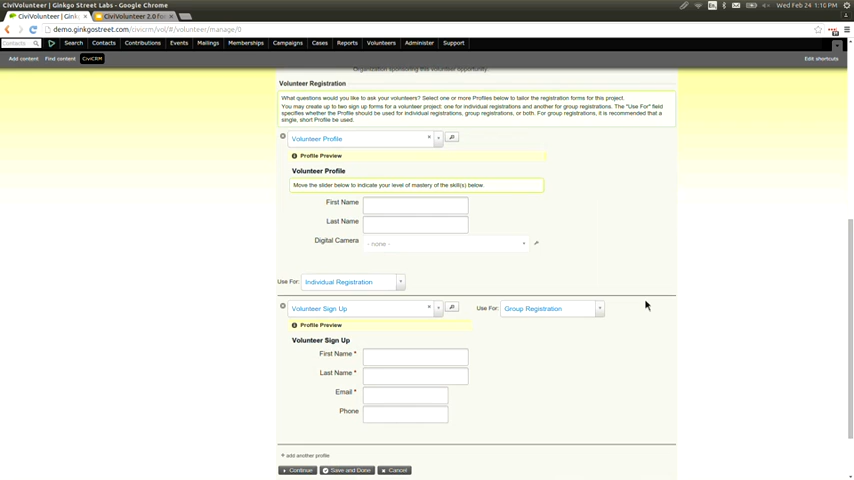 CiviVolunteer | Ginkgo Street Labs - Google Chrome
En
Wed Feb 24 1:10 PM
CiviVolunteer | Gink
CiviVolunteer 2.0 fo
demo.ginkgostreet.com/civicrm/vol/#/volunteer/manage/0
Contacts
Search Contacts Contributions Events Mailings Memberships Campaigns Cases Reports Volunteers Administer Support
Add content Find content CiviCRM Edit shortcuts
Organization sponsoring this volunteer opportunity.
Volunteer Registration
What questions would you like to ask your volunteers? Select one or more Profiles to tailor the registration forms for this project.
You may create up to two sign up forms for a volunteer project: one for individual registrations and another for group registrations. The "Use For" field
specifies whether the Profile should be used for individual registrations, group registrations, or both. For group registrations, it is recommended that a
single, short Profile be used.
Volunteer Profile
Profile Preview
Volunteer Profile
Move the slider below to indicate your level of mastery of the skill(s) below.
First Name
Last Name
Digital Camera - none -
Use For: Individual Registration
Volunteer Sign Up Use For: Group Registration
Profile Preview
Volunteer Sign Up
First Name *
Last Name *
Email *
Phone
+ add another profile
Continue Save and Done Cancel